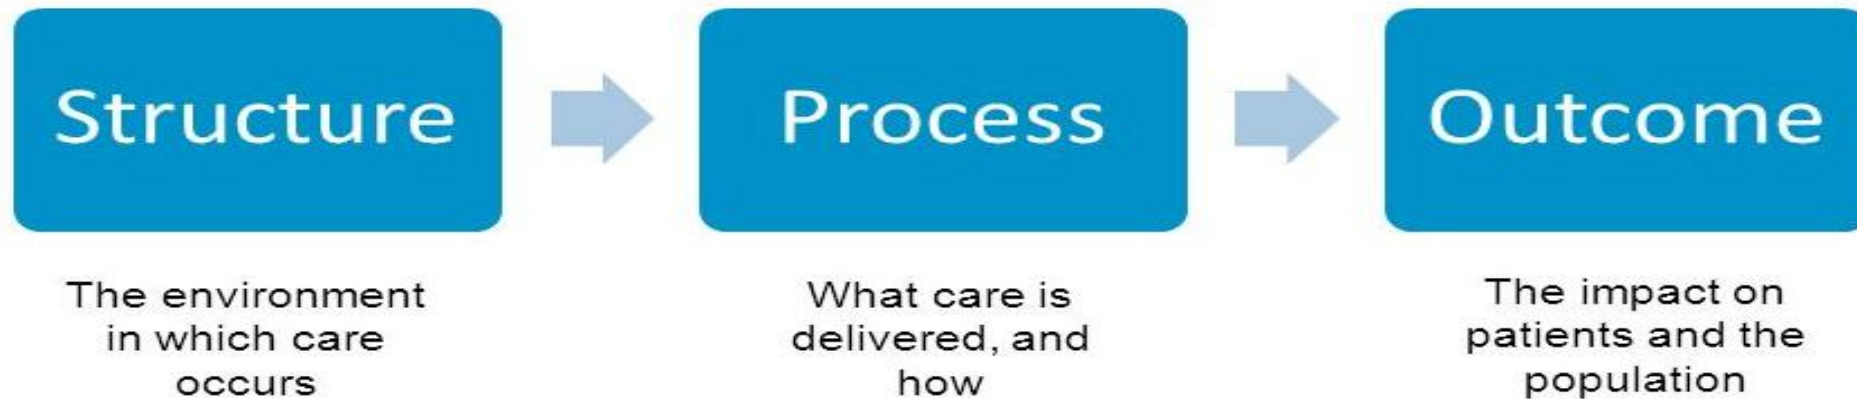 Structure
Process
Outcome
The environment
in which care
occurs
What care is
delivered, and
how
The impact on
patients and the
population